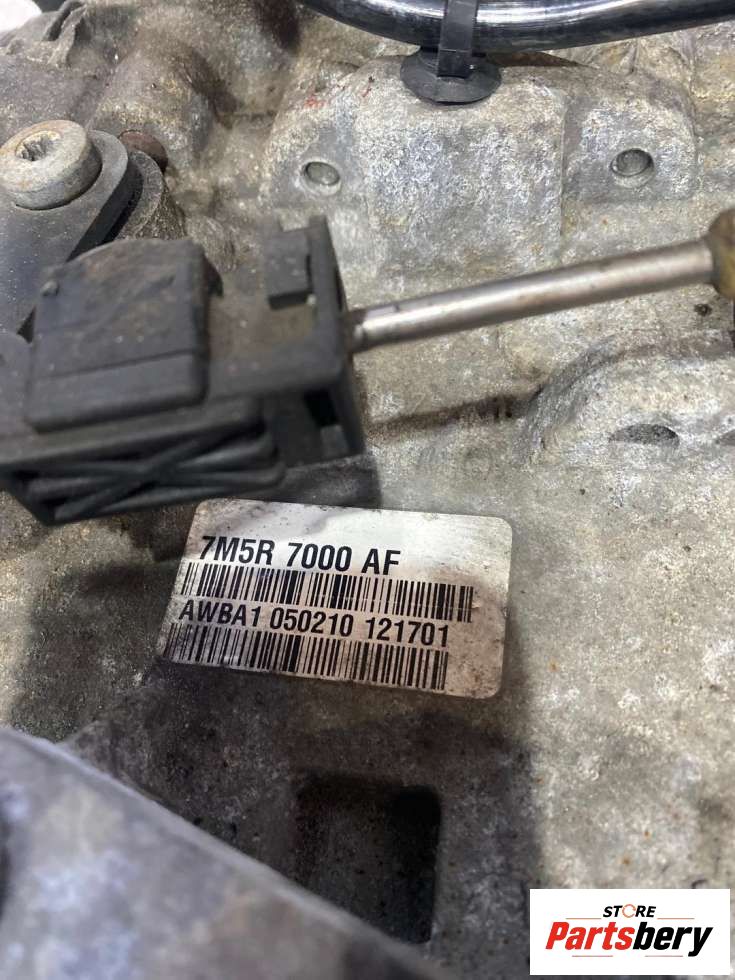 7M5R 7000 AF
AWBA1 050210 121701
STORE
Partsbery